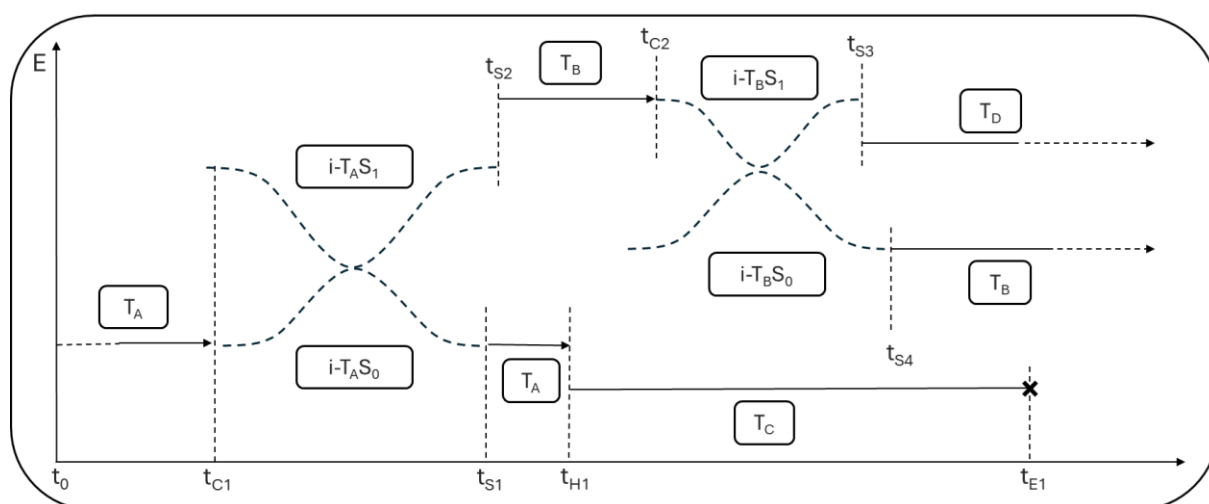 E
t_S2
T_B
t_C2
i-T_BS_1
t_S3
T_D
i-T_AS_1
T_A
i-T_BS_0
T_B
t_S4
i-T_AS_0
T_A
T_C
t_0
t_C1
t_S1
t_H1
t_E1